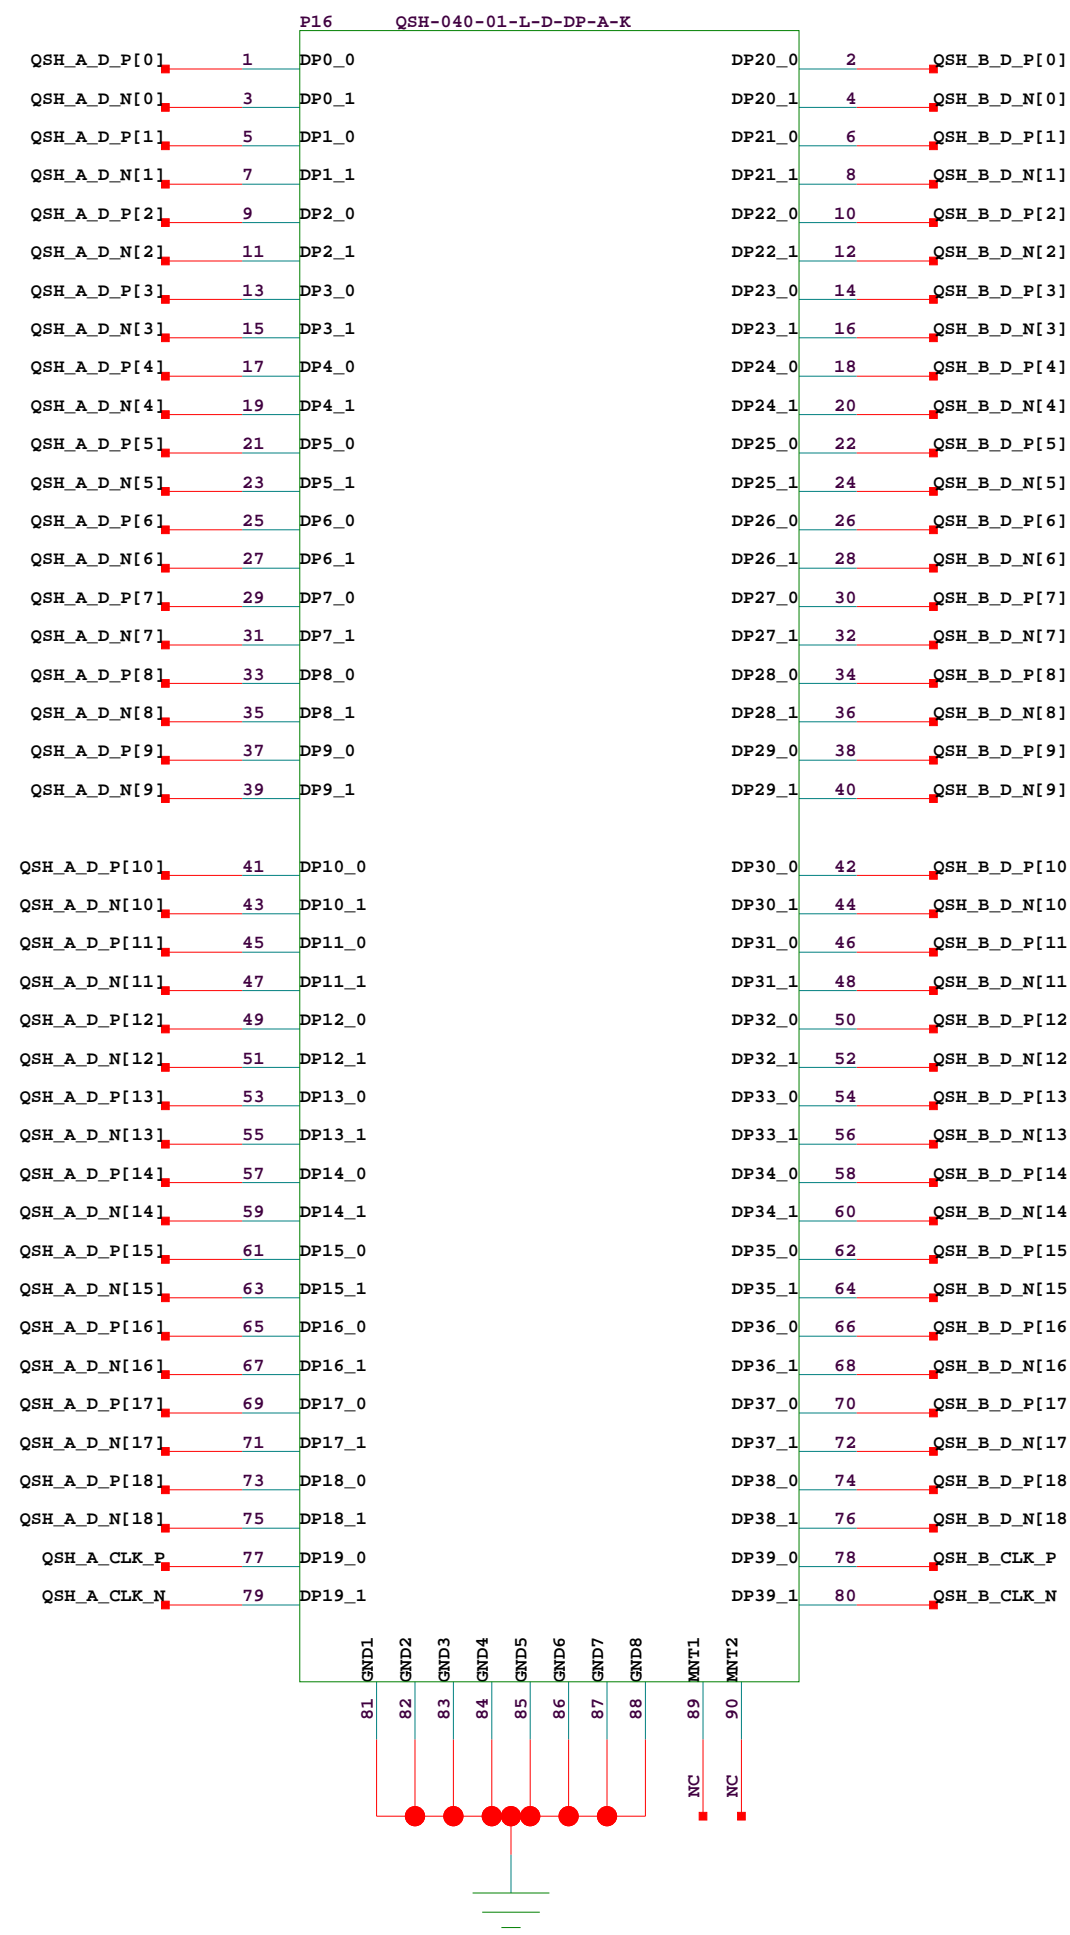 P16 QSH-040-01-L-D-DP-A-K
QSH_A_D_P[0] 1 DP0_0 DP20_0 2 QSH_B_D_P[0]
QSH_A_D_N[0] 3 DP0_1 DP20_1 4 QSH_B_D_N[0]
QSH_A_D_P[1] 5 DP1_0 DP21_0 6 QSH_B_D_P[1]
QSH_A_D_N[1] 7 DP1_1 DP21_1 8 QSH_B_D_N[1]
QSH_A_D_P[2] 9 DP2_0 DP22_0 10 QSH_B_D_P[2]
QSH_A_D_N[2] 11 DP2_1 DP22_1 12 QSH_B_D_N[2]
QSH_A_D_P[3] 13 DP3_0 DP23_0 14 QSH_B_D_P[3]
QSH_A_D_N[3] 15 DP3_1 DP23_1 16 QSH_B_D_N[3]
QSH_A_D_P[4] 17 DP4_0 DP24_0 18 QSH_B_D_P[4]
QSH_A_D_N[4] 19 DP4_1 DP24_1 20 QSH_B_D_N[4]
QSH_A_D_P[5] 21 DP5_0 DP25_0 22 QSH_B_D_P[5]
QSH_A_D_N[5] 23 DP5_1 DP25_1 24 QSH_B_D_N[5]
QSH_A_D_P[6] 25 DP6_0 DP26_0 26 QSH_B_D_P[6]
QSH_A_D_N[6] 27 DP6_1 DP26_1 28 QSH_B_D_N[6]
QSH_A_D_P[7] 29 DP7_0 DP27_0 30 QSH_B_D_P[7]
QSH_A_D_N[7] 31 DP7_1 DP27_1 32 QSH_B_D_N[7]
QSH_A_D_P[8] 33 DP8_0 DP28_0 34 QSH_B_D_P[8]
QSH_A_D_N[8] 35 DP8_1 DP28_1 36 QSH_B_D_N[8]
QSH_A_D_P[9] 37 DP9_0 DP29_0 38 QSH_B_D_P[9]
QSH_A_D_N[9] 39 DP9_1 DP29_1 40 QSH_B_D_N[9]
QSH_A_D_P[10] 41 DP10_0 DP30_0 42 QSH_B_D_P[10
QSH_A_D_N[10] 43 DP10_1 DP30_1 44 QSH_B_D_N[10
QSH_A_D_P[11] 45 DP11_0 DP31_0 46 QSH_B_D_P[11
QSH_A_D_N[11] 47 DP11_1 DP31_1 48 QSH_B_D_N[11
QSH_A_D_P[12] 49 DP12_0 DP32_0 50 QSH_B_D_P[12
QSH_A_D_N[12] 51 DP12_1 DP32_1 52 QSH_B_D_N[12
QSH_A_D_P[13] 53 DP13_0 DP33_0 54 QSH_B_D_P[13
QSH_A_D_N[13] 55 DP13_1 DP33_1 56 QSH_B_D_N[13
QSH_A_D_P[14] 57 DP14_0 DP34_0 58 QSH_B_D_P[14
QSH_A_D_N[14] 59 DP14_1 DP34_1 60 QSH_B_D_N[14
QSH_A_D_P[15] 61 DP15_0 DP35_0 62 QSH_B_D_P[15
QSH_A_D_N[15] 63 DP15_1 DP35_1 64 QSH_B_D_N[15
QSH_A_D_P[16] 65 DP16_0 DP36_0 66 QSH_B_D_P[16
QSH_A_D_N[16] 67 DP16_1 DP36_1 68 QSH_B_D_N[16
QSH_A_D_P[17] 69 DP17_0 DP37_0 70 QSH_B_D_P[17
QSH_A_D_N[17] 71 DP17_1 DP37_1 72 QSH_B_D_N[17
QSH_A_D_P[18] 73 DP18_0 DP38_0 74 QSH_B_D_P[18
QSH_A_D_N[18] 75 DP18_1 DP38_1 76 QSH_B_D_N[18
QSH_A_CLK_P 77 DP19_0 DP39_0 78 QSH_B_CLK_P
QSH_A_CLK_N 79 DP19_1 DP39_1 80 QSH_B_CLK_N
GND1 GND2 GND3 GND4 GND5 GND6 GND7 GND8 MNT1 MNT2
81 82 83 84 85 86 87 88 89 90
NC NC